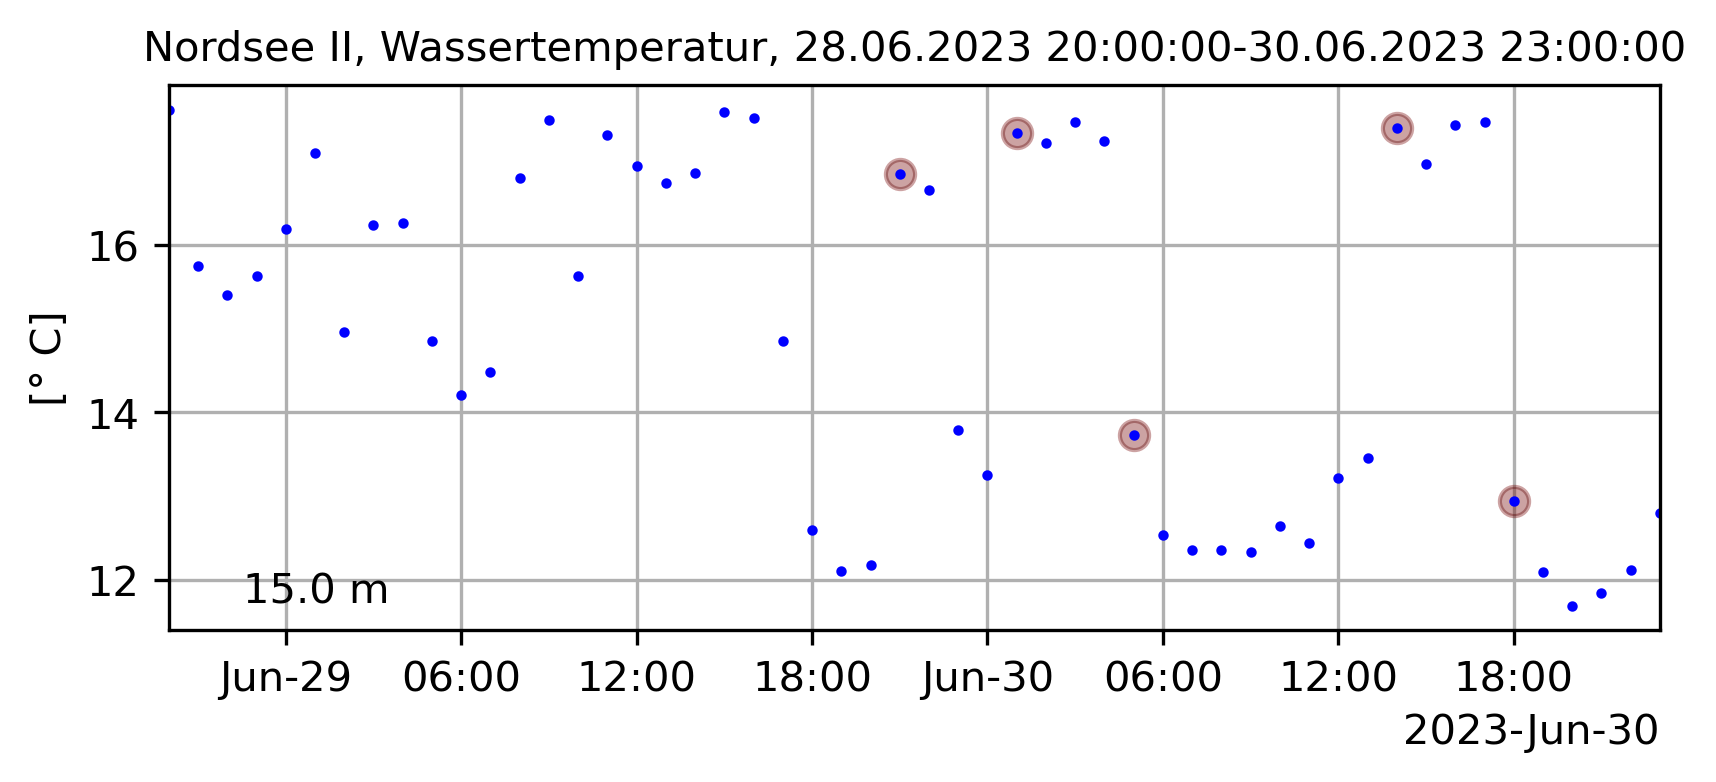 Nordsee II, Wassertemperatur, 28.06.2023 20:00:00-30.06.2023 23:00:00
16
14
12
[° C]
15.0 m
Jun-29 06:00 12:00 18:00 Jun-30 06:00 12:00 18:00
2023-Jun-30